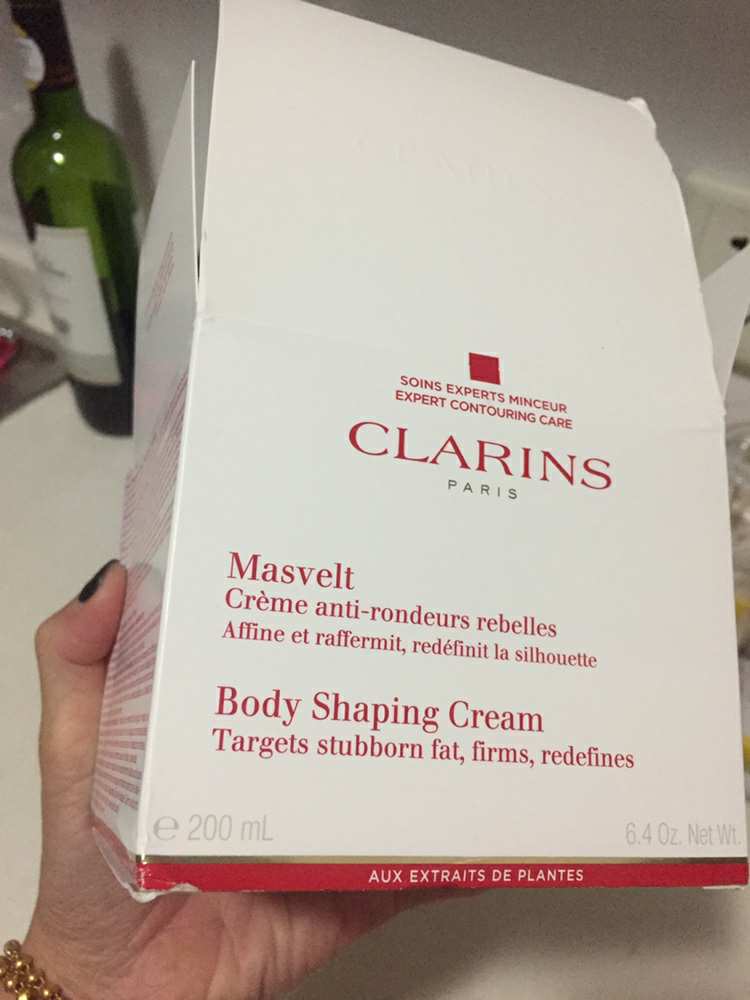 SOINS EXPERTS MINCEUR
EXPERT CONTOURING CARE
CLARINS
PARIS
Masvelt
Crème anti-rondeurs rebelles
Affine et raffermit, redéfinit la silhouette
Body Shaping Cream
Targets stubborn fat, firms, redefines
e 200 mL
6.4 Oz. Net Wt.
AUX EXTRAITS DE PLANTES